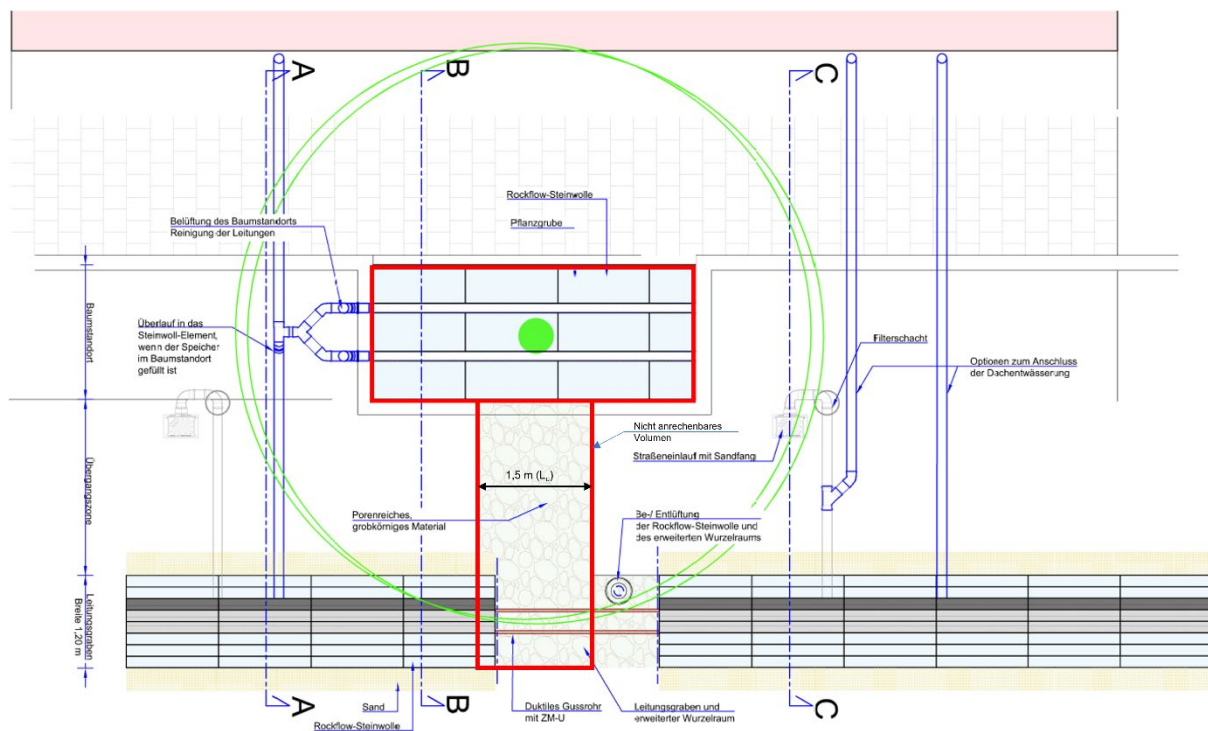 A
B
C
Rockflow-Steinwolle
Pflanzgrube
Belüftung des Baumstandorts
Reinigung der Leitungen
Baumstandort
Überlauf in das
Steinwoll-Element,
wenn der Speicher
im Baumstandort
gefüllt ist
Filterschacht
Optionen zum Anschluss
der Dachentwässerung
Nicht anrechenbares
Volumen
Straßeneinlauf mit Sandfang
Übergangszone
1,5 m
Porenreiches,
grobkörniges Material
Be-/ Entlüftung
der Rockflow-Steinwolle und
des erweiterten Wurzelraums
Leitungsgraben
Breite 1,20 m
A
B
C
Sand
Rockflow-Steinwolle
Duktiles Gussrohr
mit ZM-U
Leitungsgraben und
erweiterter Wurzelraum